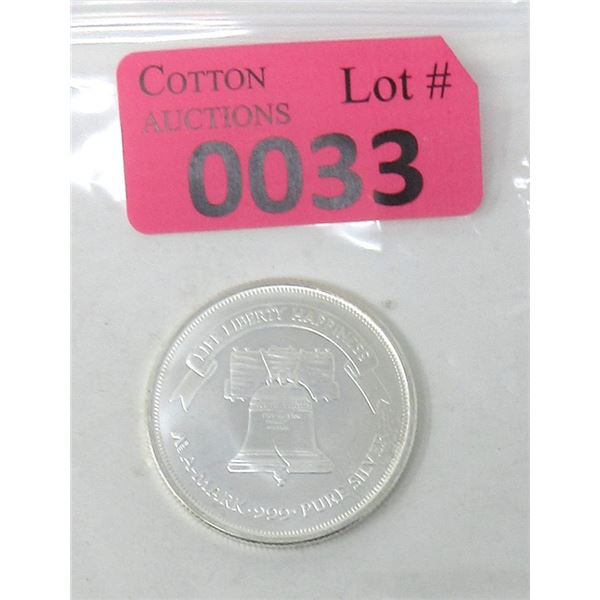 COTTON
AUCTIONS
Lot #
0033
LIFE LIBERTY HAPPINESS
A-MARK · 999 · PURE SILVER